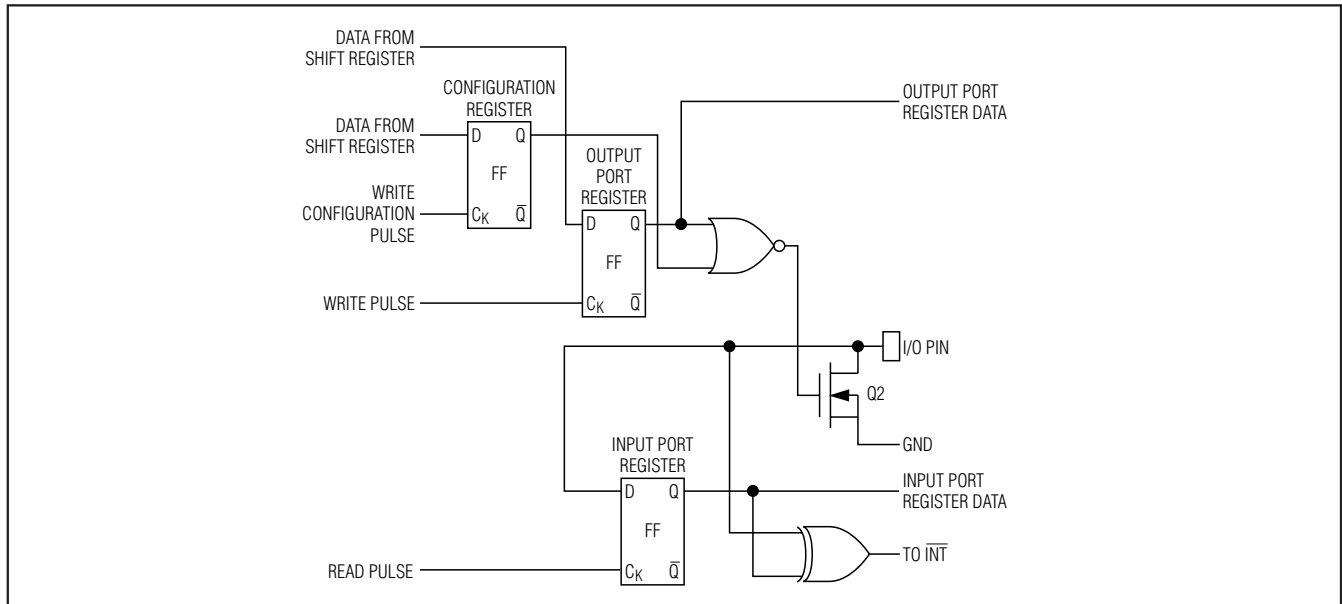 DATA FROM
SHIFT REGISTER
CONFIGURATION
REGISTER
OUTPUT PORT
REGISTER DATA
DATA FROM
SHIFT REGISTER
D Q
FF
CK Q̅
WRITE
CONFIGURATION
PULSE
OUTPUT
PORT
REGISTER
D Q
FF
CK Q̅
WRITE PULSE
I/O PIN
Q2
GND
INPUT PORT
REGISTER
D Q
FF
CK Q̅
INPUT PORT
REGISTER DATA
TO I̅N̅T̅
READ PULSE